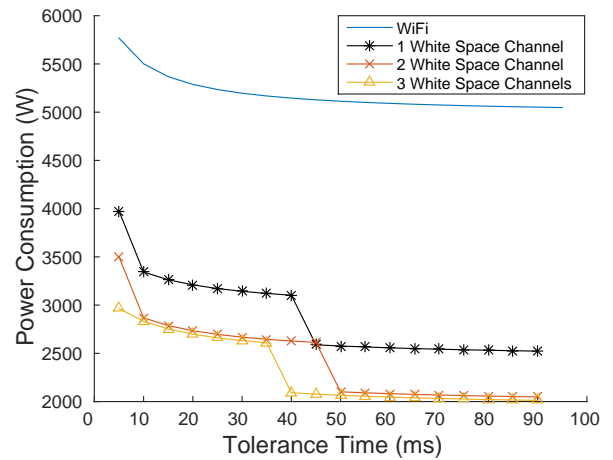 WiFi
1 White Space Channel
2 White Space Channel
3 White Space Channels
6000
5500
5000
4500
4000
3500
3000
2500
2000
Power Consumption (W)
0 10 20 30 40 50 60 70 80 90 100
Tolerance Time (ms)